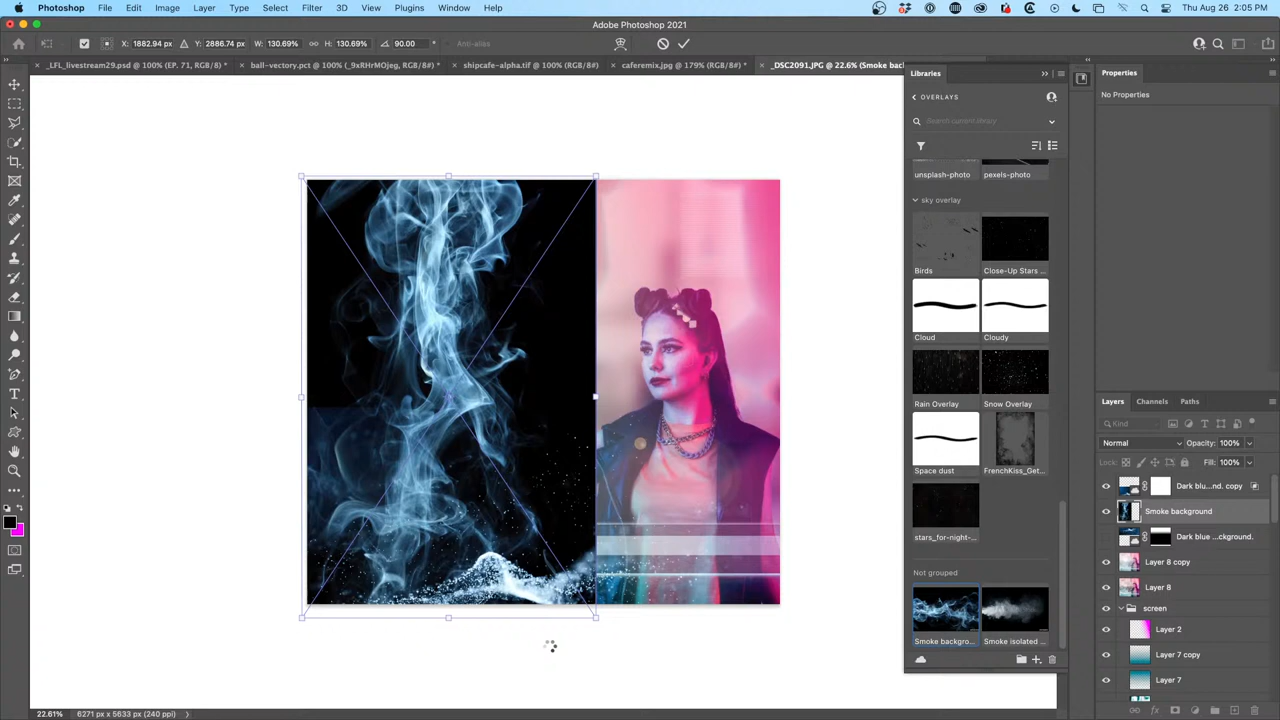 Photoshop File Edit Image Layer Type Select Filter 3D View Plugins Window Help
Thu Aug 26 2:05 PM
Adobe Photoshop 2021
X: 1882.94 px Y: 2886.74 px W: 130.69% H: 130.69% 90.00 ° Anti-alias
_LFL_livestream29.psd @ 100% (EP. 71, RGB/8) * ball-vectory.pct @ 100% (_9xRHrMOjeg, RGB/8#) * shipcafe-alpha.tif @ 100% (RGB/8#) caferemix.jpg @ 179% (RGB/8#) * _DSC2091.JPG @ 22.6% (Smoke bac
Libraries
OVERLAYS
Search current library
unsplash-photo pexels-photo
sky overlay
Birds Close-Up Stars ...
Cloud Cloudy
Rain Overlay Snow Overlay
Space dust FrenchKiss_Get...
stars_for-night-...
Not grouped
Smoke backgro... Smoke isolated ...
Properties
No Properties
Layers Channels Paths
Kind
Normal Opacity: 100%
Lock: Fill: 100%
Dark blu...nd. copy
Smoke background
Dark blue ...ckground.
Layer 8 copy
Layer 8
screen
Layer 2
Layer 7 copy
Layer 7
22.61% 6271 px x 5633 px (240 ppi)